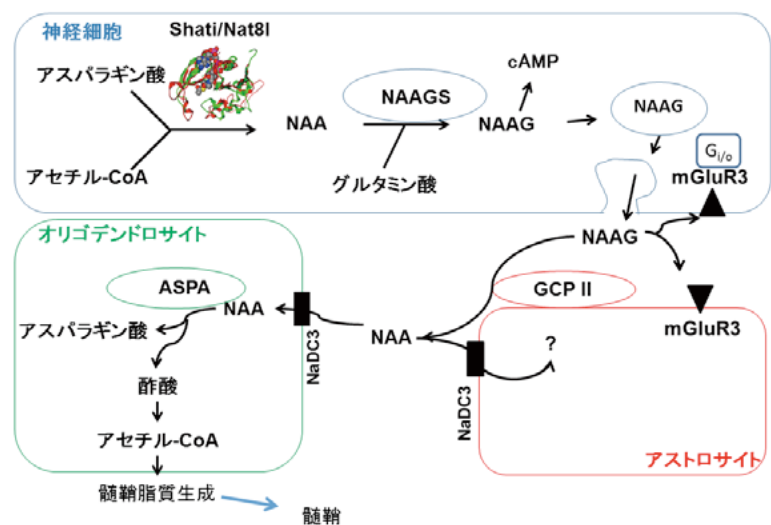 神経細胞
Shati/Nat8l
アスパラギン酸
アセチル-CoA
NAA
NAAGS
グルタミン酸
cAMP
NAAG
NAAG
Gi/o
mGluR3
NAAG
オリゴデンドロサイト
ASPA
NAA
アスパラギン酸
酢酸
アセチル-CoA
髄鞘脂質生成
髄鞘
NaDC3
NAA
GCP II
mGluR3
?
NaDC3
アストロサイト